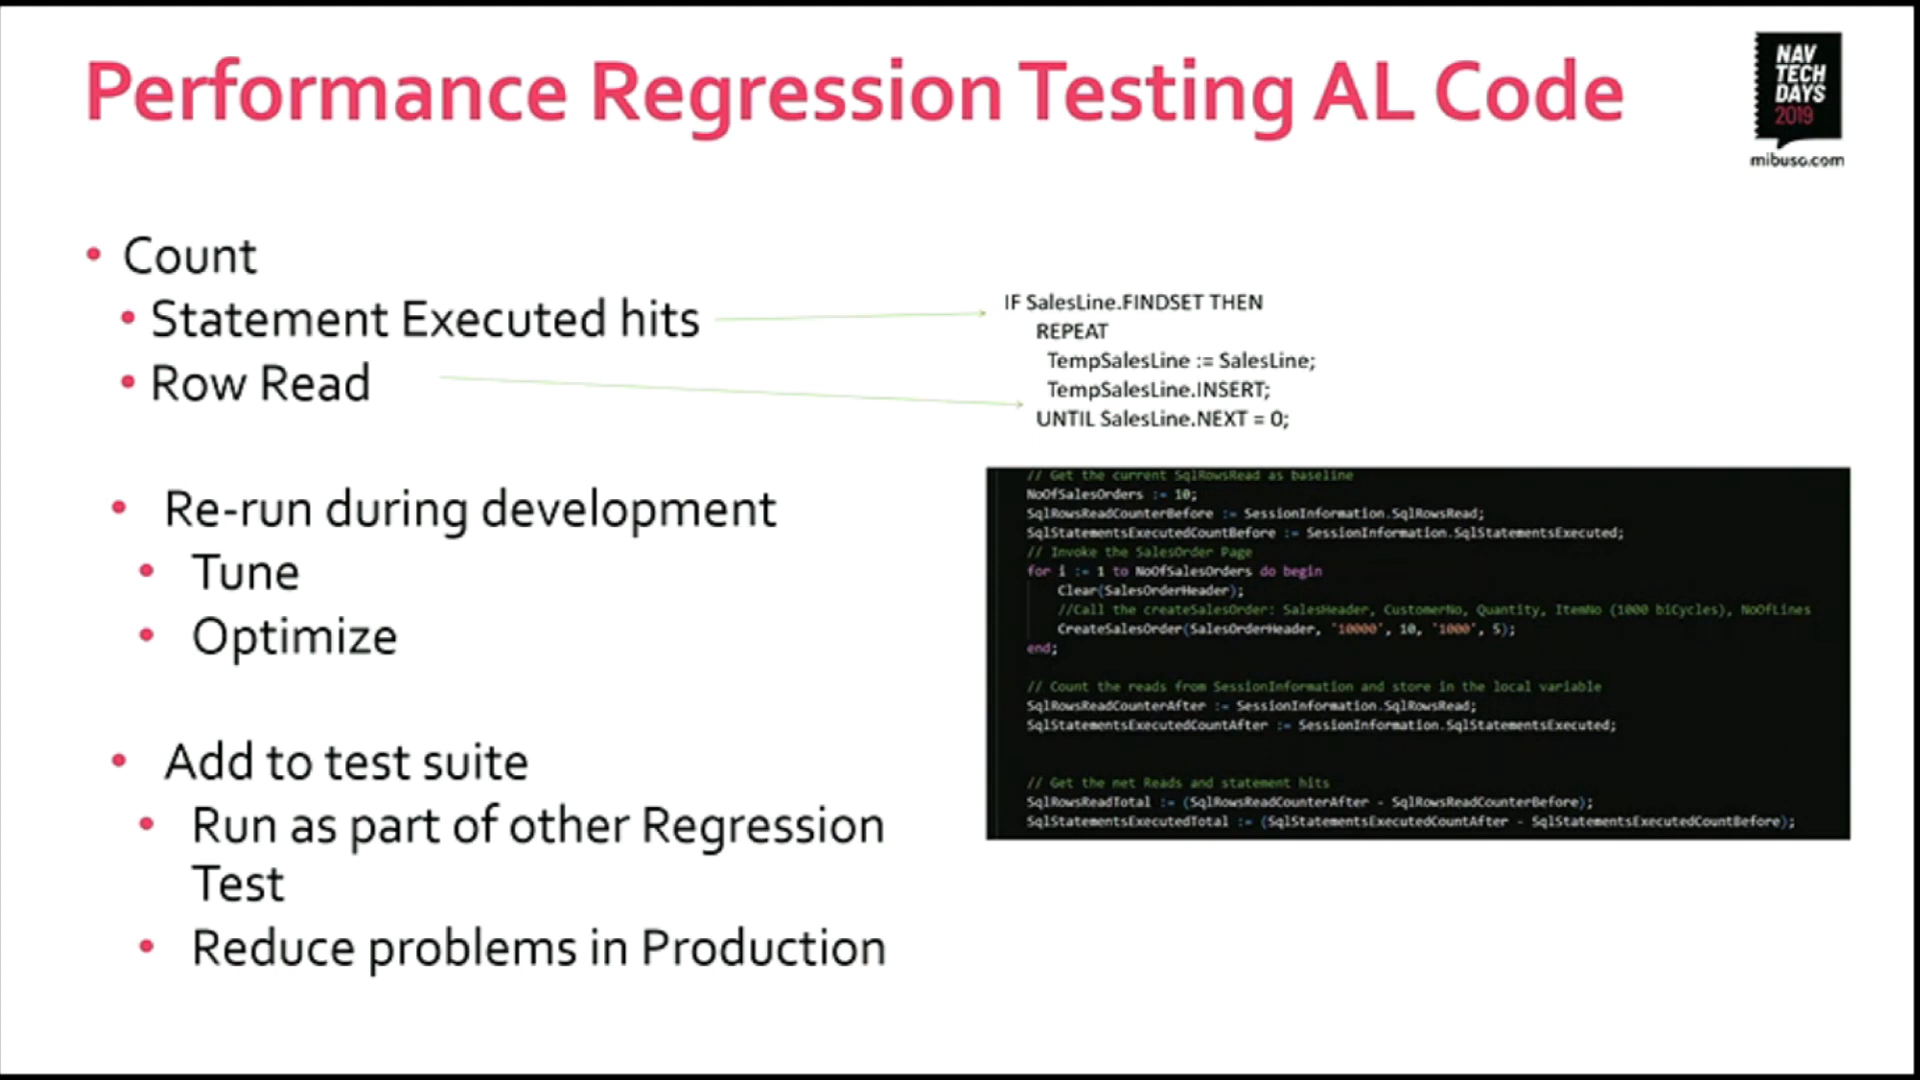 Performance Regression Testing AL Code
NAV
TECH
DAYS
2019
mibuso.com
• Count
• Statement Executed hits
• Row Read
• Re-run during development
• Tune
• Optimize
• Add to test suite
• Run as part of other Regression
Test
• Reduce problems in Production
IF SalesLine.FINDSET THEN
REPEAT
TempSalesLine := SalesLine;
TempSalesLine.INSERT;
UNTIL SalesLine.NEXT = 0;
// Get the current SqlRowsRead as baseline
NoOfSalesOrders := 10;
SqlRowsReadCounterBefore := SessionInformation.SqlRowsRead;
SqlStatementsExecutedCountBefore := SessionInformation.SqlStatementsExecuted;
// Invoke the SalesOrder Page
for i := 1 to NoOfSalesOrders do begin
Clear(SalesOrderHeader);
//Call the createSalesOrder: SalesHeader, CustomerNo, Quantity, ItemNo (1000 biCycles), NoOfLines
CreateSalesOrder(SalesOrderHeader, '10000', 10, '1000', 5);
end;
// Count the reads from SessionInformation and store in the local variable
SqlRowsReadCounterAfter := SessionInformation.SqlRowsRead;
SqlStatementsExecutedCountAfter := SessionInformation.SqlStatementsExecuted;
// Get the net Reads and statement hits
SqlRowsReadTotal := (SqlRowsReadCounterAfter - SqlRowsReadCounterBefore);
SqlStatementsExecutedTotal := (SqlStatementsExecutedCountAfter - SqlStatementsExecutedCountBefore);